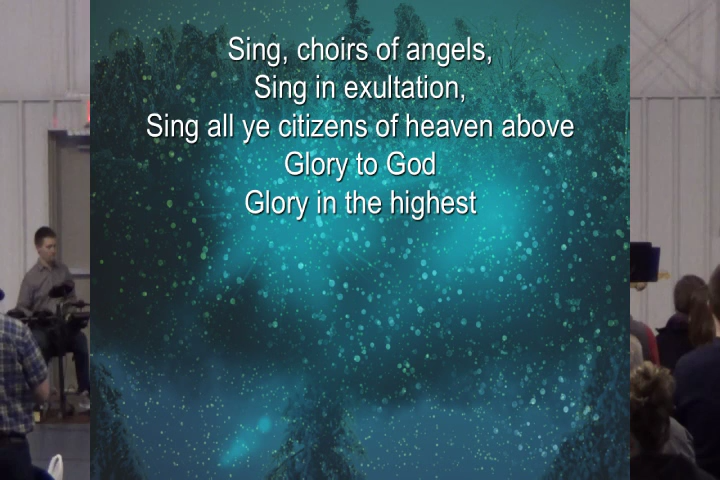 Sing, choirs of angels,
Sing in exultation,
Sing all ye citizens of heaven above
Glory to God
Glory in the highest